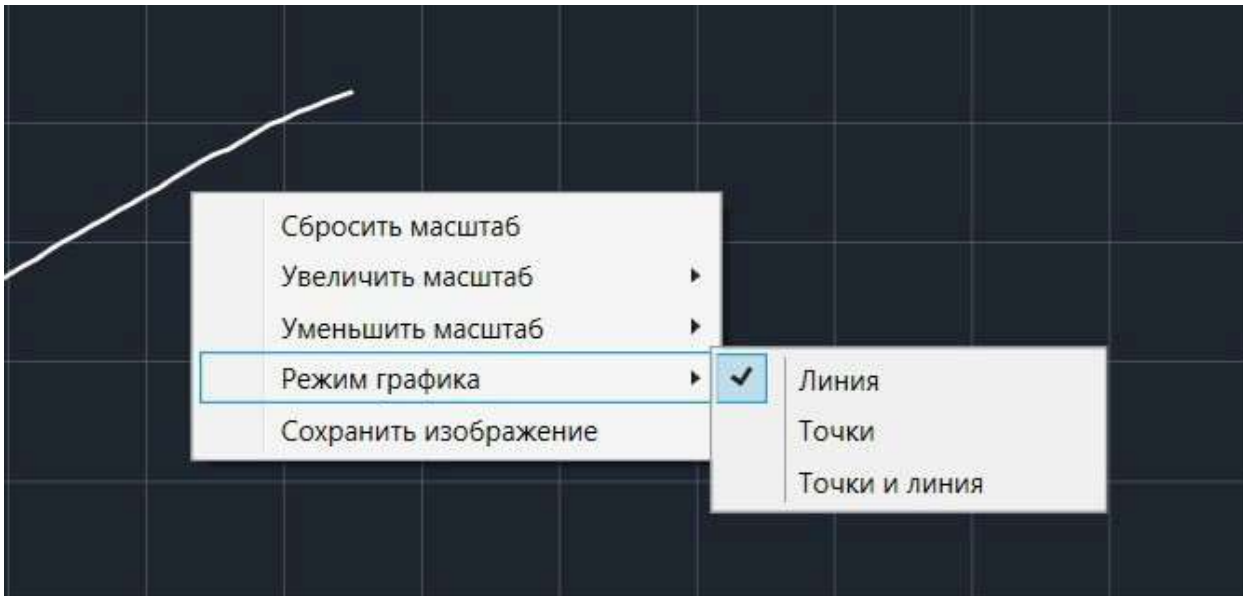 Сбросить масштаб
Увеличить масштаб
Уменьшить масштаб
Режим графика
Сохранить изображение
Линия
Точки
Точки и линия